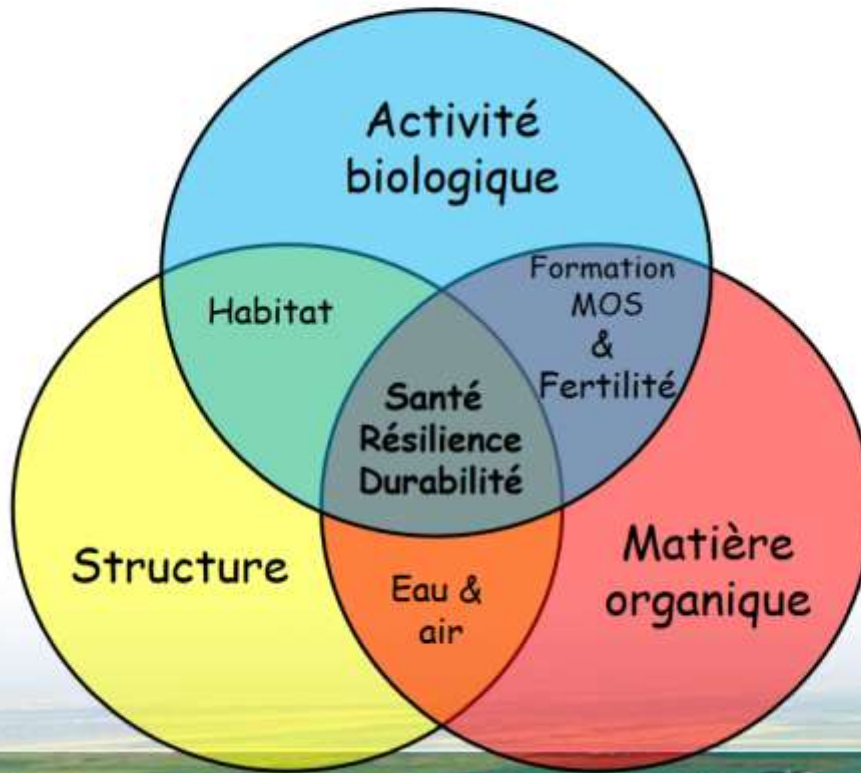 Activité
biologique
Habitat
Formation
MOS
&
Fertilité
Santé
Résilience
Durabilité
Structure
Eau &
air
Matière
organique